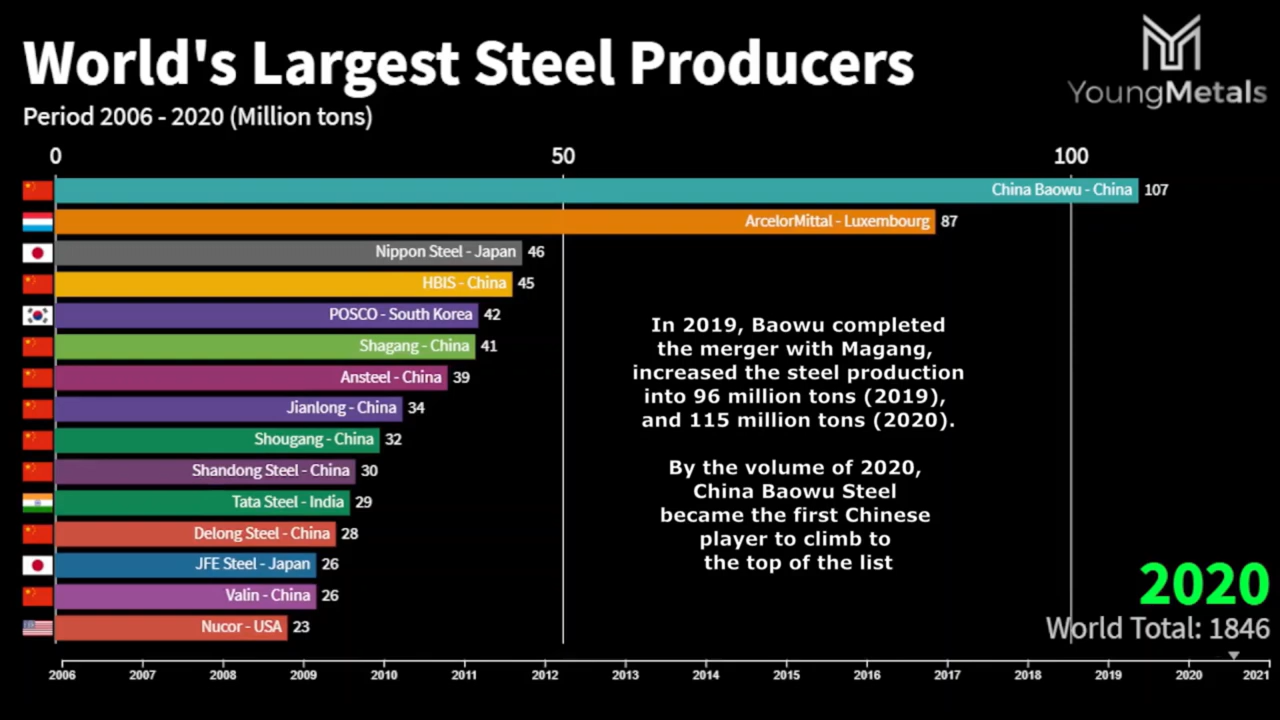 World's Largest Steel Producers
YoungMetals
Period 2006 - 2020 (Million tons)
0 50 100
China Baowu - China 107
ArcelorMittal - Luxembourg 87
Nippon Steel - Japan 46
HBIS - China 45
POSCO - South Korea 42
Shagang - China 41
Ansteel - China 39
Jianlong - China 34
Shougang - China 32
Shandong Steel - China 30
Tata Steel - India 29
Delong Steel - China 28
JFE Steel - Japan 26
Valin - China 26
Nucor - USA 23
In 2019, Baowu completed
the merger with Magang,
increased the steel production
into 96 million tons (2019),
and 115 million tons (2020).
By the volume of 2020,
China Baowu Steel
became the first Chinese
player to climb to
the top of the list
2020
World Total: 1846
2006 2007 2008 2009 2010 2011 2012 2013 2014 2015 2016 2017 2018 2019 2020 2021